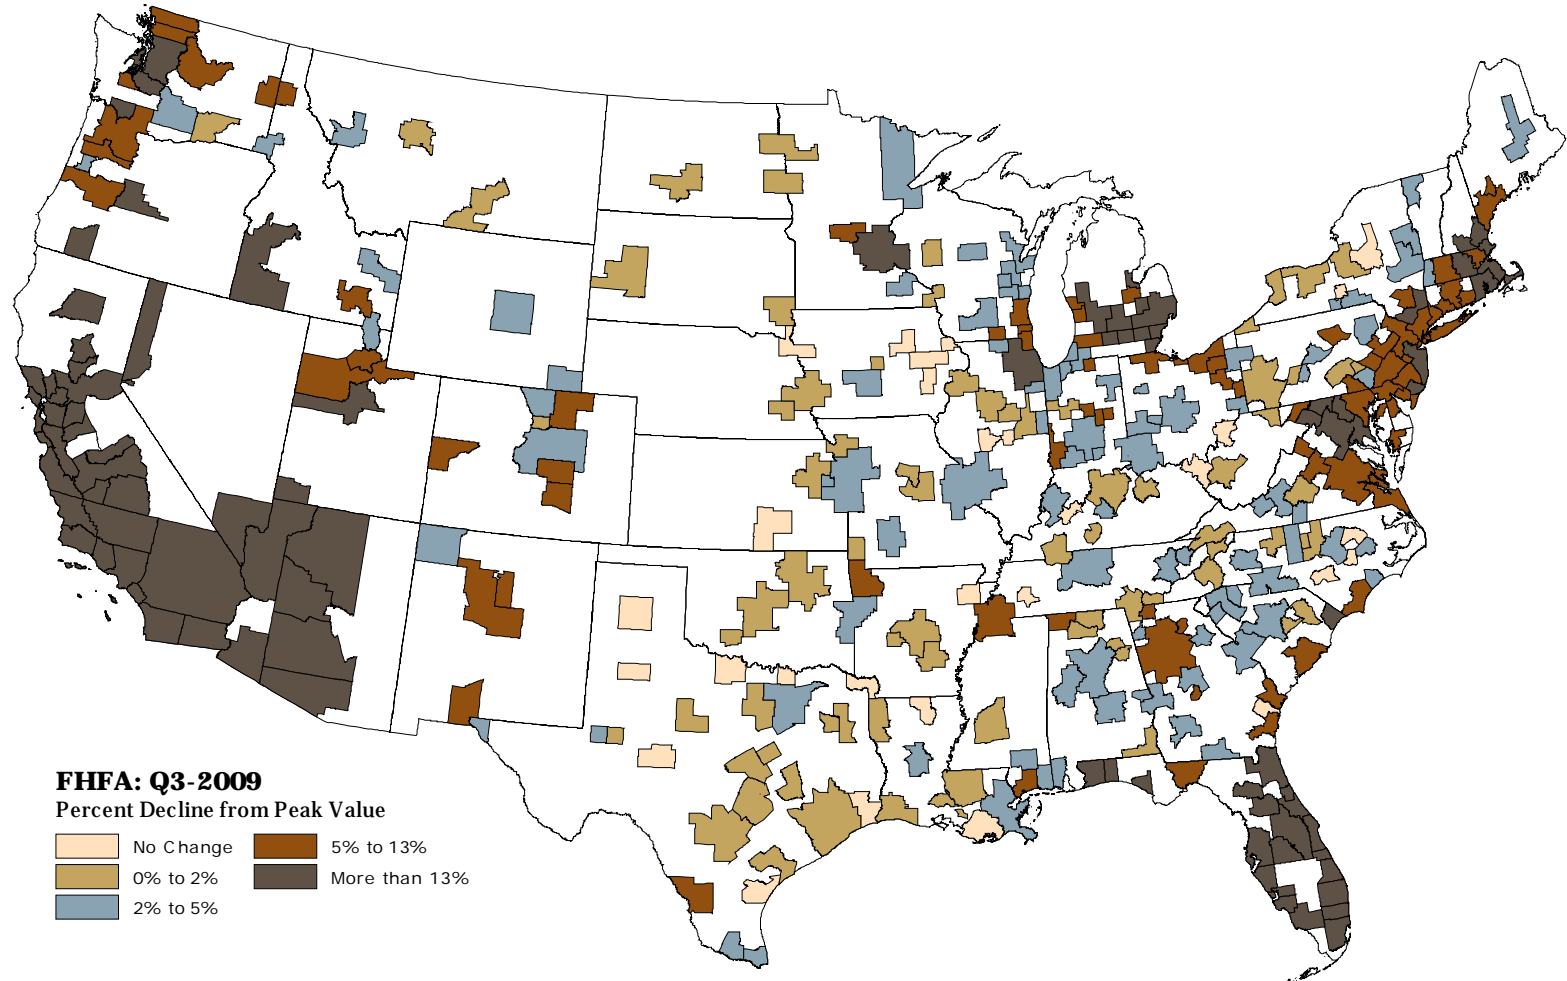 FHFA: Q3-2009
Percent Decline from Peak Value
No Change
5% to 13%
0% to 2%
More than 13%
2% to 5%